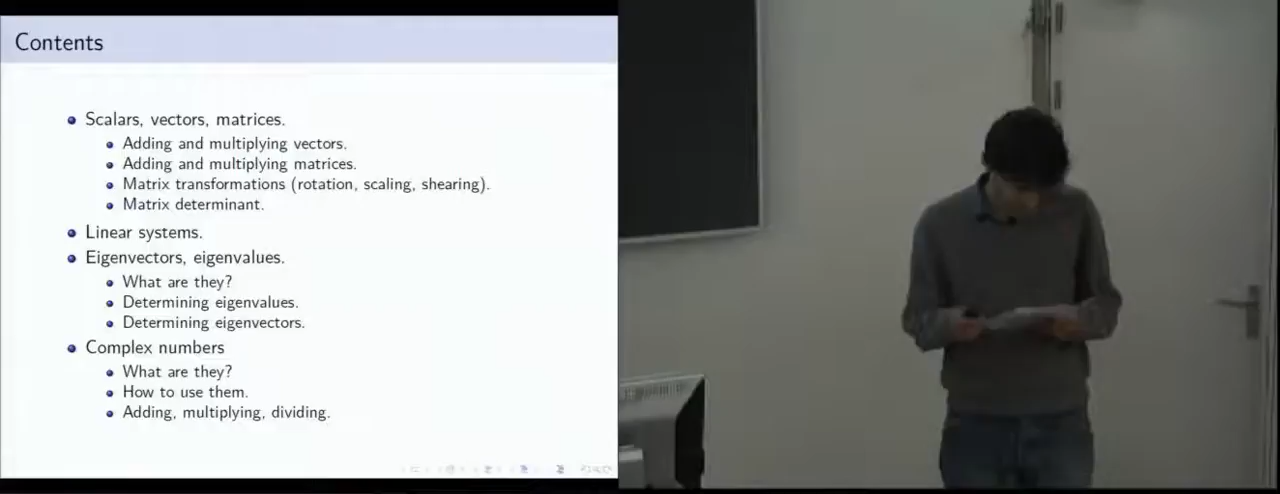 Contents
Scalars, vectors, matrices.
Adding and multiplying vectors.
Adding and multiplying matrices.
Matrix transformations (rotation, scaling, shearing).
Matrix determinant.
Linear systems.
Eigenvectors, eigenvalues.
What are they?
Determining eigenvalues.
Determining eigenvectors.
Complex numbers
What are they?
How to use them.
Adding, multiplying, dividing.